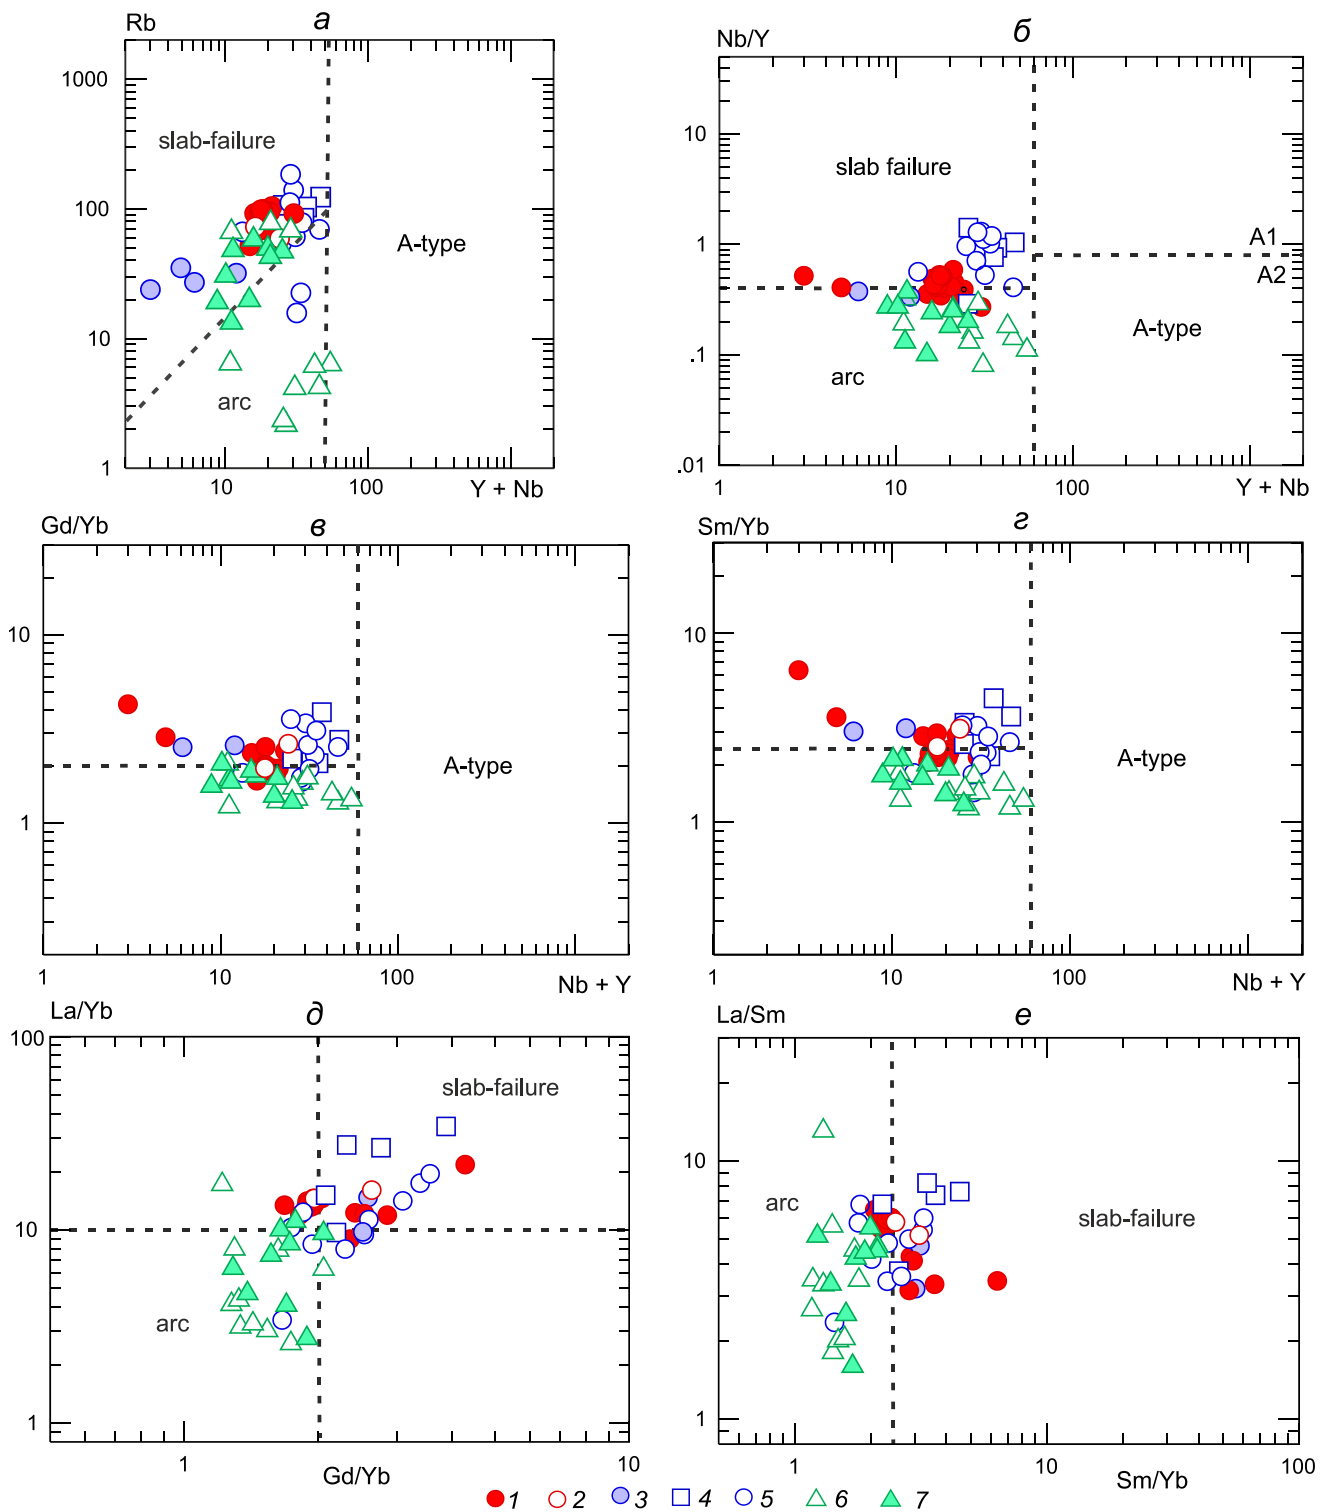 Rb а
1000
slab-failure
100
A-type
10
arc
1
10 100 Y + Nb
Nb/Y б
10
slab failure
1
A1
A2
A-type
.1
arc
.01
1 10 100 Y + Nb
Gd/Yb в
10
A-type
1
1 10 100 Nb + Y
Sm/Yb г
10
A-type
1
1 10 100 Nb + Y
La/Yb д
100
slab-failure
10
arc
1
1 Gd/Yb 10
La/Sm е
10
arc
slab-failure
1
1 10 Sm/Yb 100
1 2 3 4 5 6 7